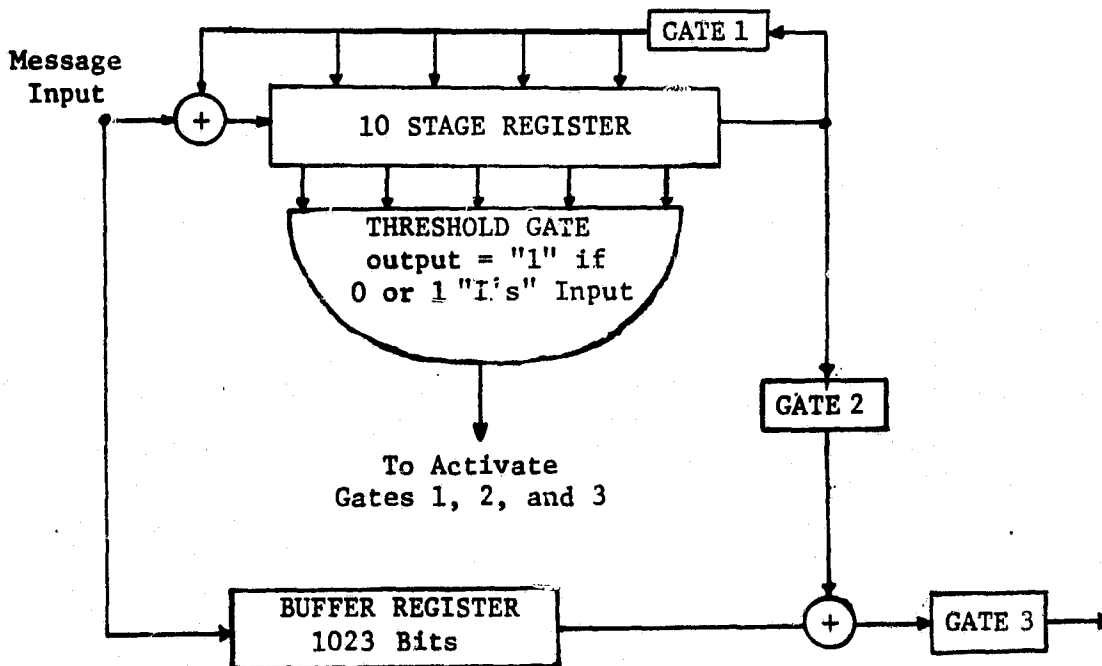 GATE 1
Message
Input
+
10 STAGE REGISTER
THRESHOLD GATE
output = "1" if
0 or 1 "1's" Input
GATE 2
To Activate
Gates 1, 2, and 3
BUFFER REGISTER
1023 Bits
+
GATE 3